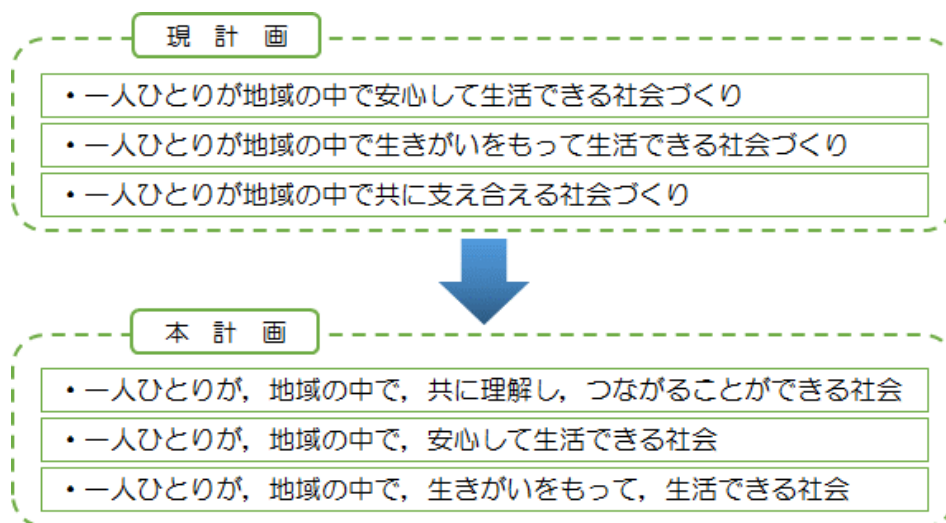 現 計 画
・一人ひとりが地域の中で安心して生活できる社会づくり
・一人ひとりが地域の中で生きがいをもって生活できる社会づくり
・一人ひとりが地域の中で共に支え合える社会づくり
本 計 画
・一人ひとりが，地域の中で，共に理解し，つながることができる社会
・一人ひとりが，地域の中で，安心して生活できる社会
・一人ひとりが，地域の中で，生きがいをもって，生活できる社会